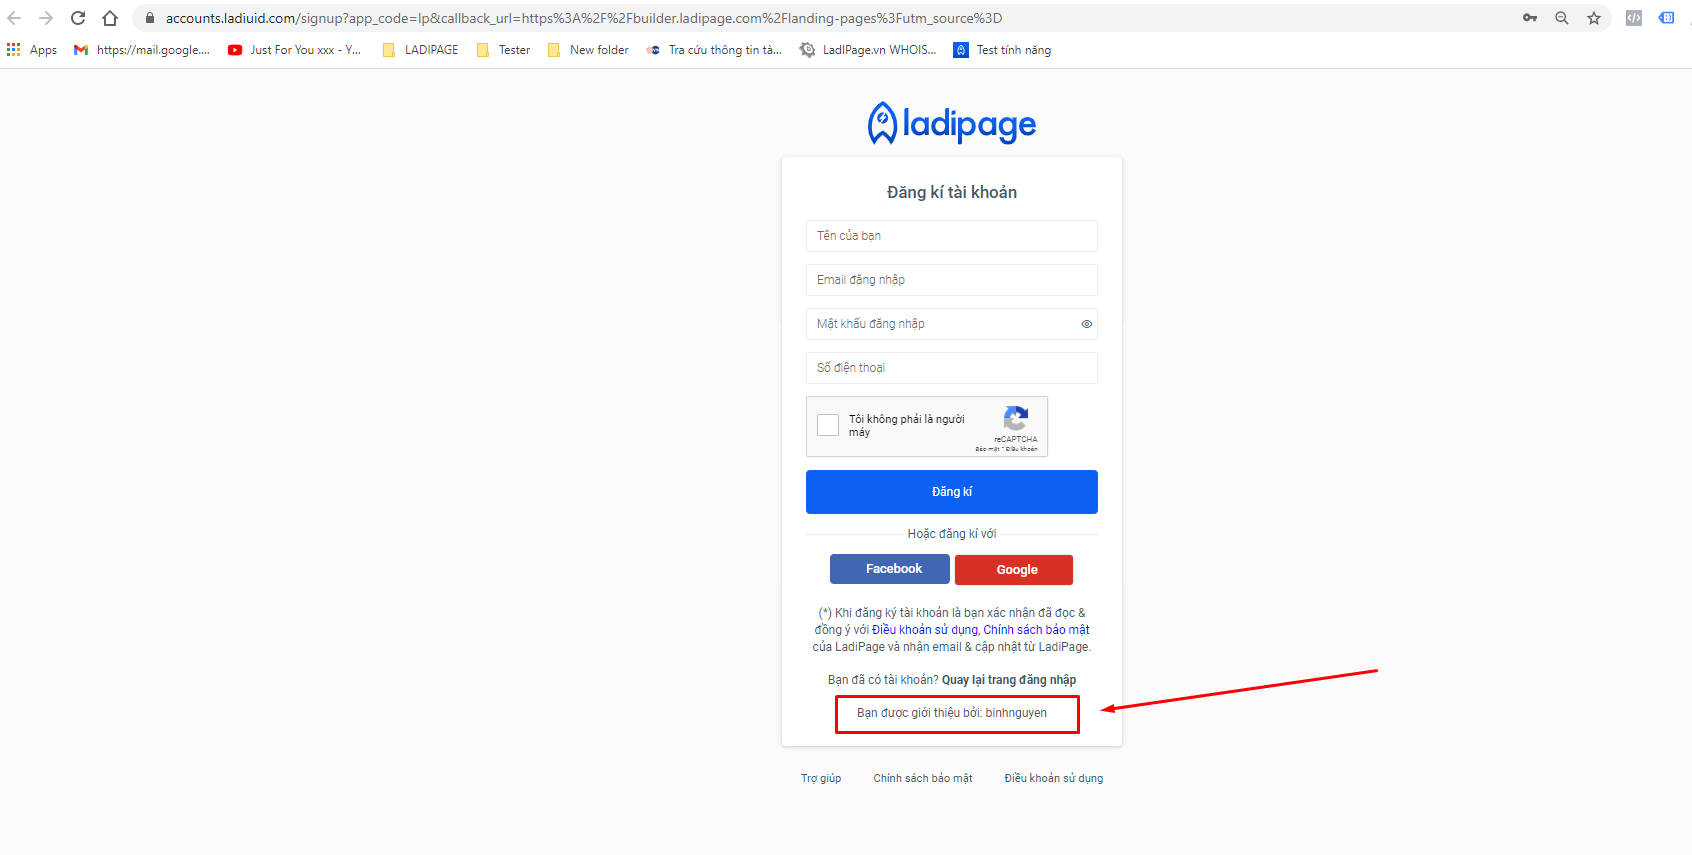 accounts.ladiuid.com/signup?app_code=lp&callback_url=https%3A%2F%2Fbuilder.ladipage.com%2Flanding-pages%3Futm_source%3D
Apps
https://mail.google....
Just For You xxx - Y...
LADIPAGE
Tester
New folder
Tra cứu thông tin tà...
LadIPage.vn WHOIS...
Test tính năng
ladipage
Đăng kí tài khoản
Tên của bạn
Email đăng nhập
Mật khẩu đăng nhập
Số điện thoại
Tôi không phải là người
máy
reCAPTCHA
Bảo mật - Điều khoản
Đăng kí
Hoặc đăng kí với
Facebook
Google
(*) Khi đăng ký tài khoản là bạn xác nhận đã đọc &
đồng ý với Điều khoản sử dụng, Chính sách bảo mật
của LadiPage và nhận email & cập nhật từ LadiPage.
Bạn đã có tài khoản? Quay lại trang đăng nhập
Bạn được giới thiệu bởi: binhnguyen
Trợ giúp
Chính sách bảo mật
Điều khoản sử dụng